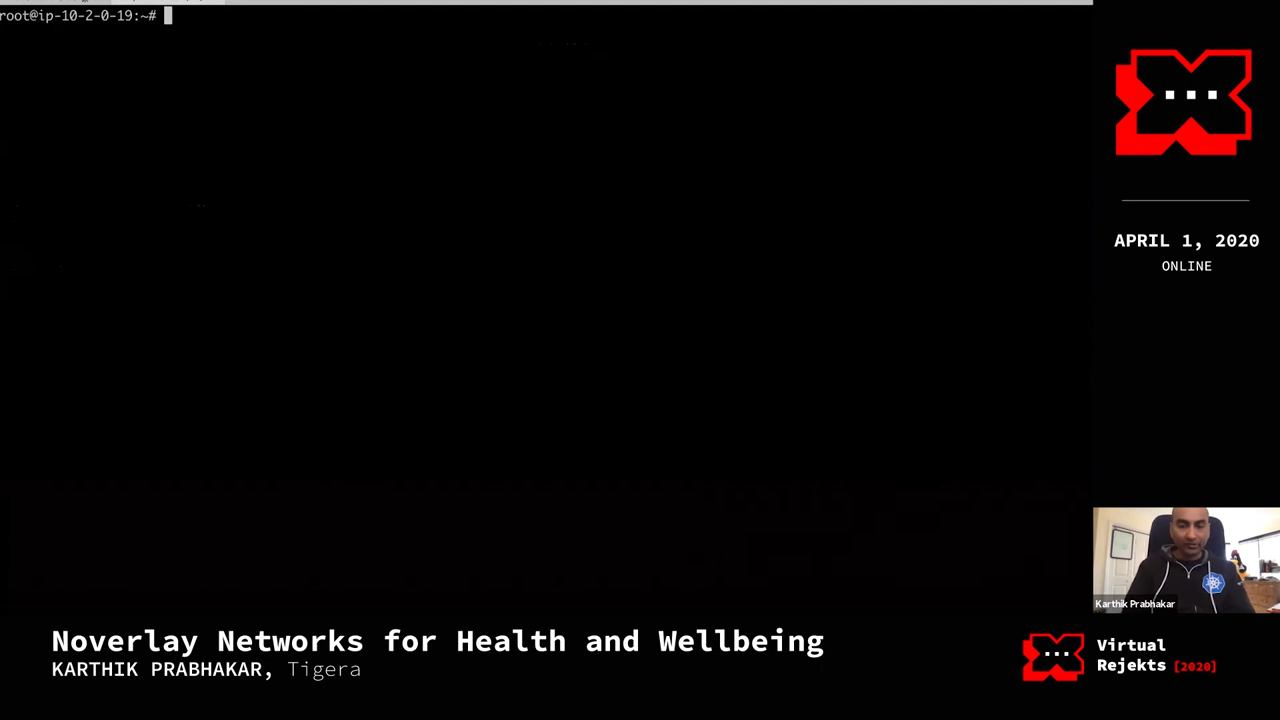 root@ip-10-2-0-19:~#
APRIL 1, 2020
ONLINE
Karthik Prabhakar
Noverlay Networks for Health and Wellbeing
KARTHIK PRABHAKAR, Tigera
Virtual
Rejekts [2020]